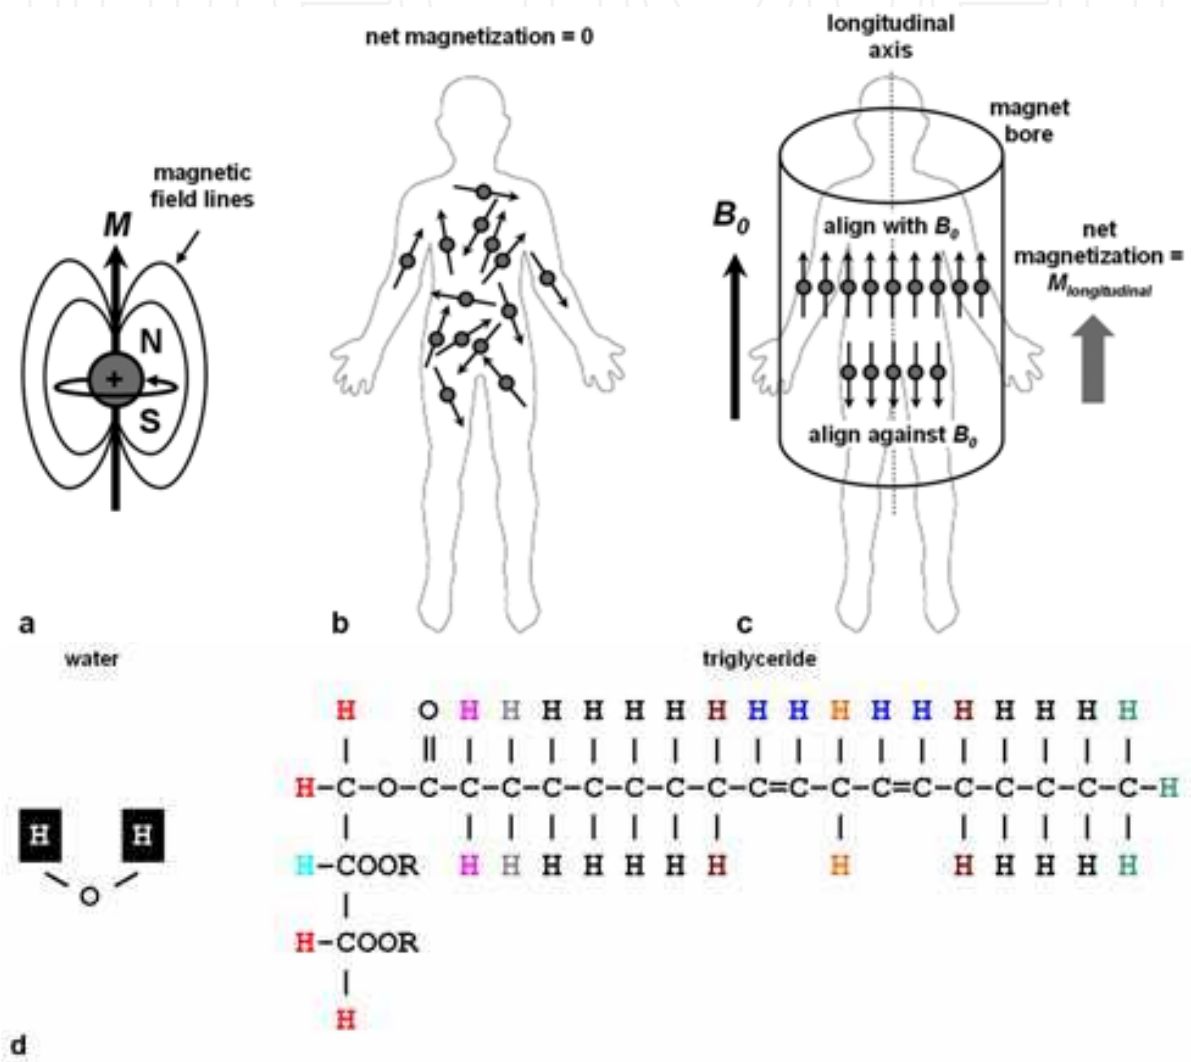 net magnetization = 0
longitudinal
axis
magnet
bore
magnetic
field lines
M
N
+
S
B0
align with B0
net
magnetization =
Mlongitudinal
align against B0
a
b
c
water
triglyceride
H O H H H H H H H H H H H H H H H H H
H-C-O-C-C-C-C-C-C-C-C-C=C-C-C=C-C-C-C-C-C-H
H H
H-COOR H H H H H H H H H H H H H
O
H-COOR
H
d